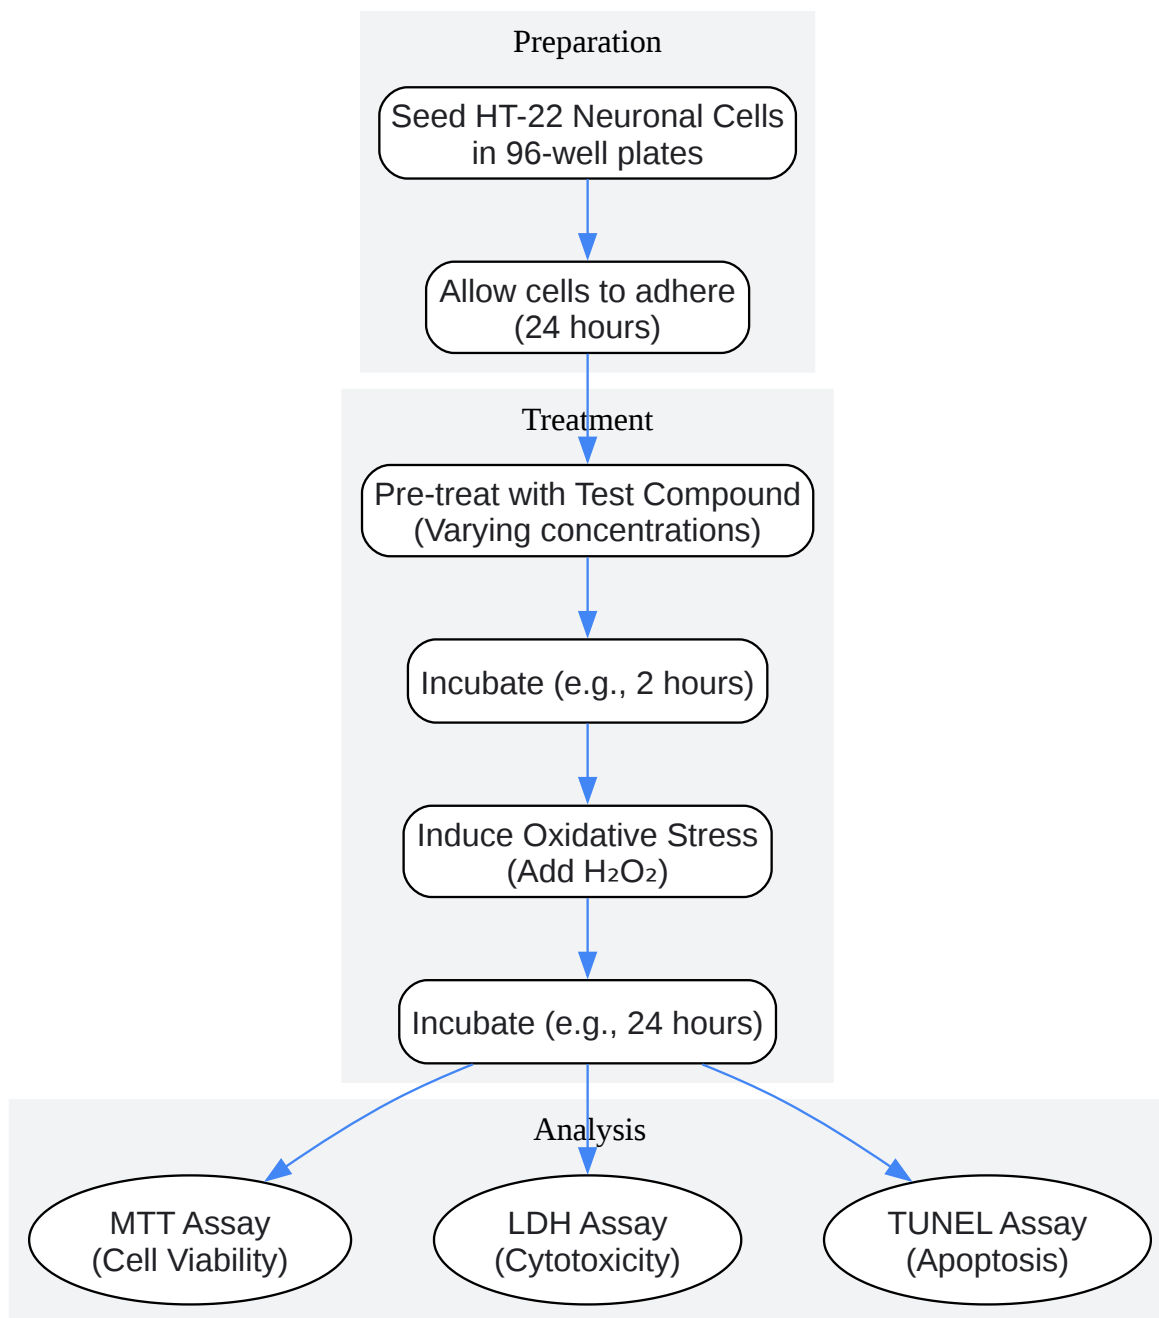 Preparation
Seed HT-22 Neuronal Cells
in 96-well plates
Allow cells to adhere
(24 hours)
Treatment
Pre-treat with Test Compound
(Varying concentrations)
Incubate (e.g., 2 hours)
Induce Oxidative Stress
(Add H₂O₂)
Incubate (e.g., 24 hours)
Analysis
MTT Assay
(Cell Viability)
LDH Assay
(Cytotoxicity)
TUNEL Assay
(Apoptosis)